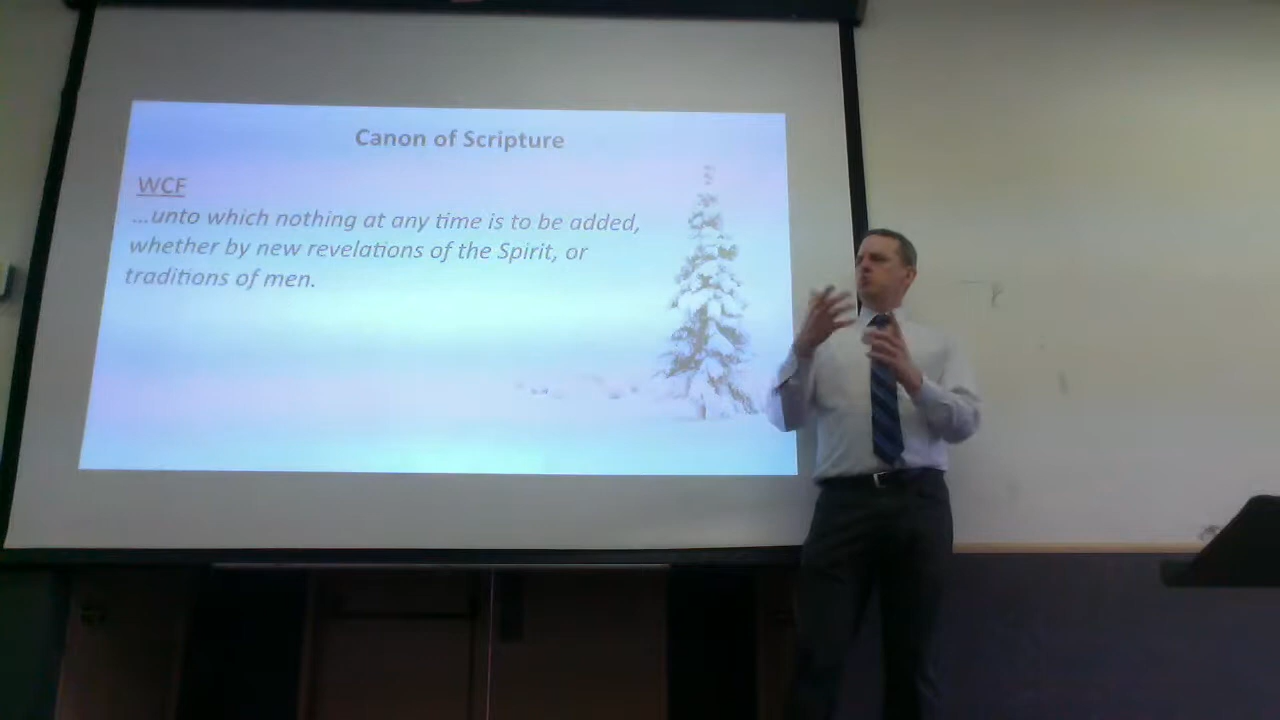 Canon of Scripture
WCF
...unto which nothing at any time is to be added,
whether by new revelations of the Spirit, or
traditions of men.